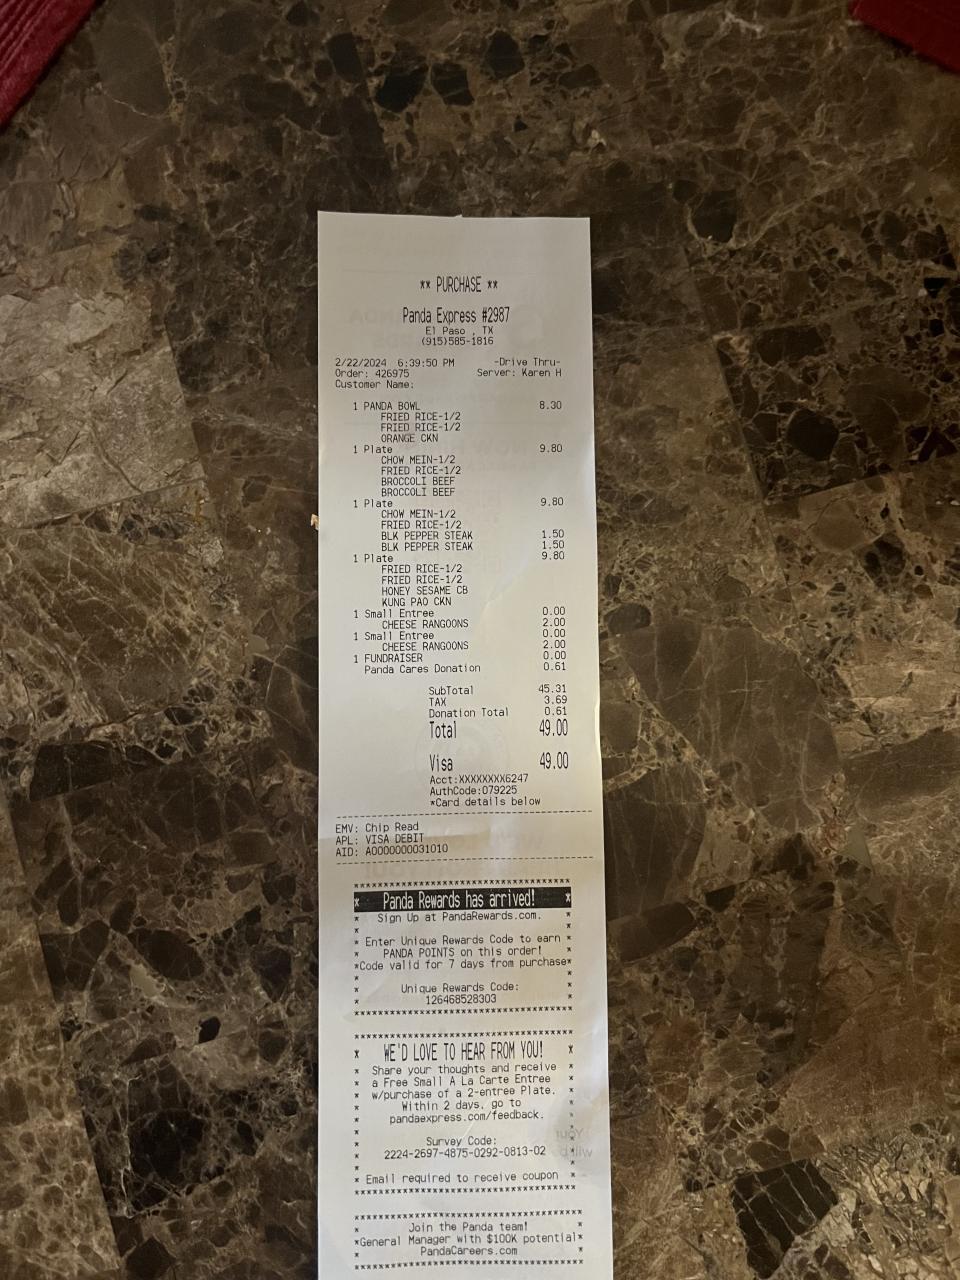 ** PURCHASE **
Panda Express #2987
El Paso , TX
(915)585-1816
2/22/2024 6:39:50 PM -Drive Thru-
Order: 426975 Server: Karen H
Customer Name:
1 PANDA BOWL 8.30
FRIED RICE-1/2
FRIED RICE-1/2
ORANGE CKN
1 Plate 9.80
CHOW MEIN-1/2
FRIED RICE-1/2
BROCCOLI BEEF
BROCCOLI BEEF
1 Plate 9.80
CHOW MEIN-1/2
FRIED RICE-1/2
BLK PEPPER STEAK 1.50
BLK PEPPER STEAK 1.50
1 Plate 9.80
FRIED RICE-1/2
FRIED RICE-1/2
HONEY SESAME CB
KUNG PAO CKN
1 Small Entree 0.00
CHEESE RANGOONS 2.00
1 Small Entree 0.00
CHEESE RANGOONS 2.00
1 FUNDRAISER 0.00
Panda Cares Donation 0.61
SubTotal 45.31
TAX 3.69
Donation Total 0.61
Total 49.00
Visa 49.00
Acct:XXXXXXXX6247
AuthCode:079225
*Card details below
EMV: Chip Read
APL: VISA DEBIT
AID: A0000000031010
* Panda Rewards has arrived! *
* Sign Up at PandaRewards.com. *
* Enter Unique Rewards Code to earn *
* PANDA POINTS on this order! *
*Code valid for 7 days from purchase*
* Unique Rewards Code: *
* 126468528303 *
* WE'D LOVE TO HEAR FROM YOU! *
* Share your thoughts and receive *
* a Free Small A La Carte Entree *
* w/purchase of a 2-entree Plate. *
* Within 2 days, go to *
* pandaexpress.com/feedback. *
* Survey Code: *
* 2224-2697-4875-0292-0813-02 *
* Email required to receive coupon *
* Join the Panda team! *
*General Manager with $100K potential*
* PandaCareers.com *